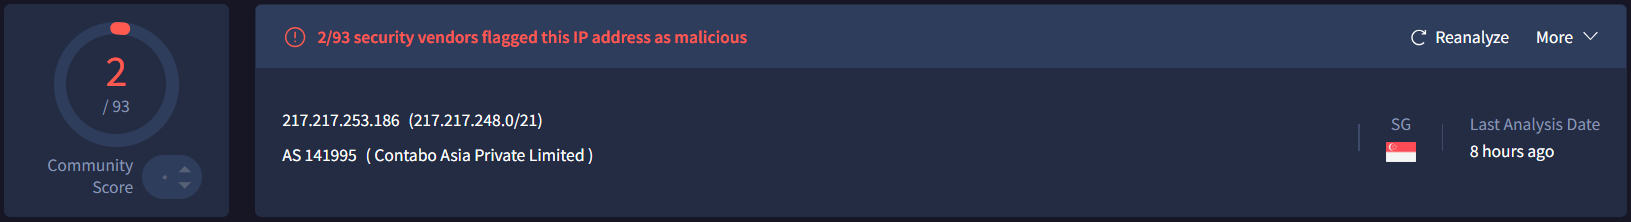 2
/ 93
Community
Score
2/93 security vendors flagged this IP address as malicious
Reanalyze
More
217.217.253.186 (217.217.248.0/21)
AS 141995 ( Contabo Asia Private Limited )
SG
Last Analysis Date
8 hours ago